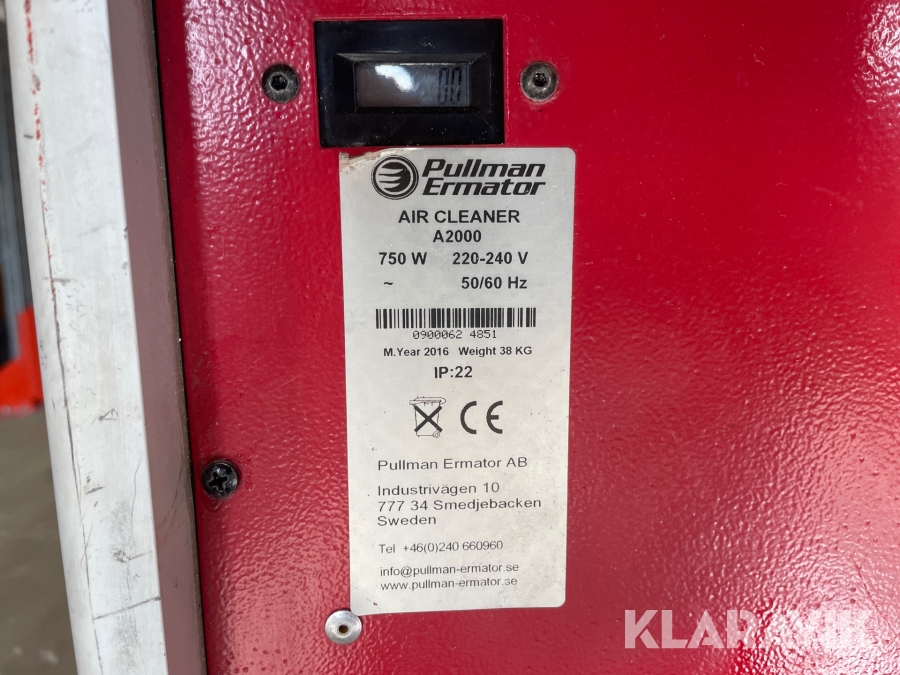 Pullman
Ermator
AIR CLEANER
A2000
750 W 220-240 V
~ 50/60 Hz
0900062 4851
M.Year 2016 Weight 38 KG
IP:22
CE
Pullman Ermator AB
Industrivägen 10
777 34 Smedjebacken
Sweden
Tel +46(0)240 660960
info@pullman-ermator.se
www.pullman-ermator.se
KLARAVIK